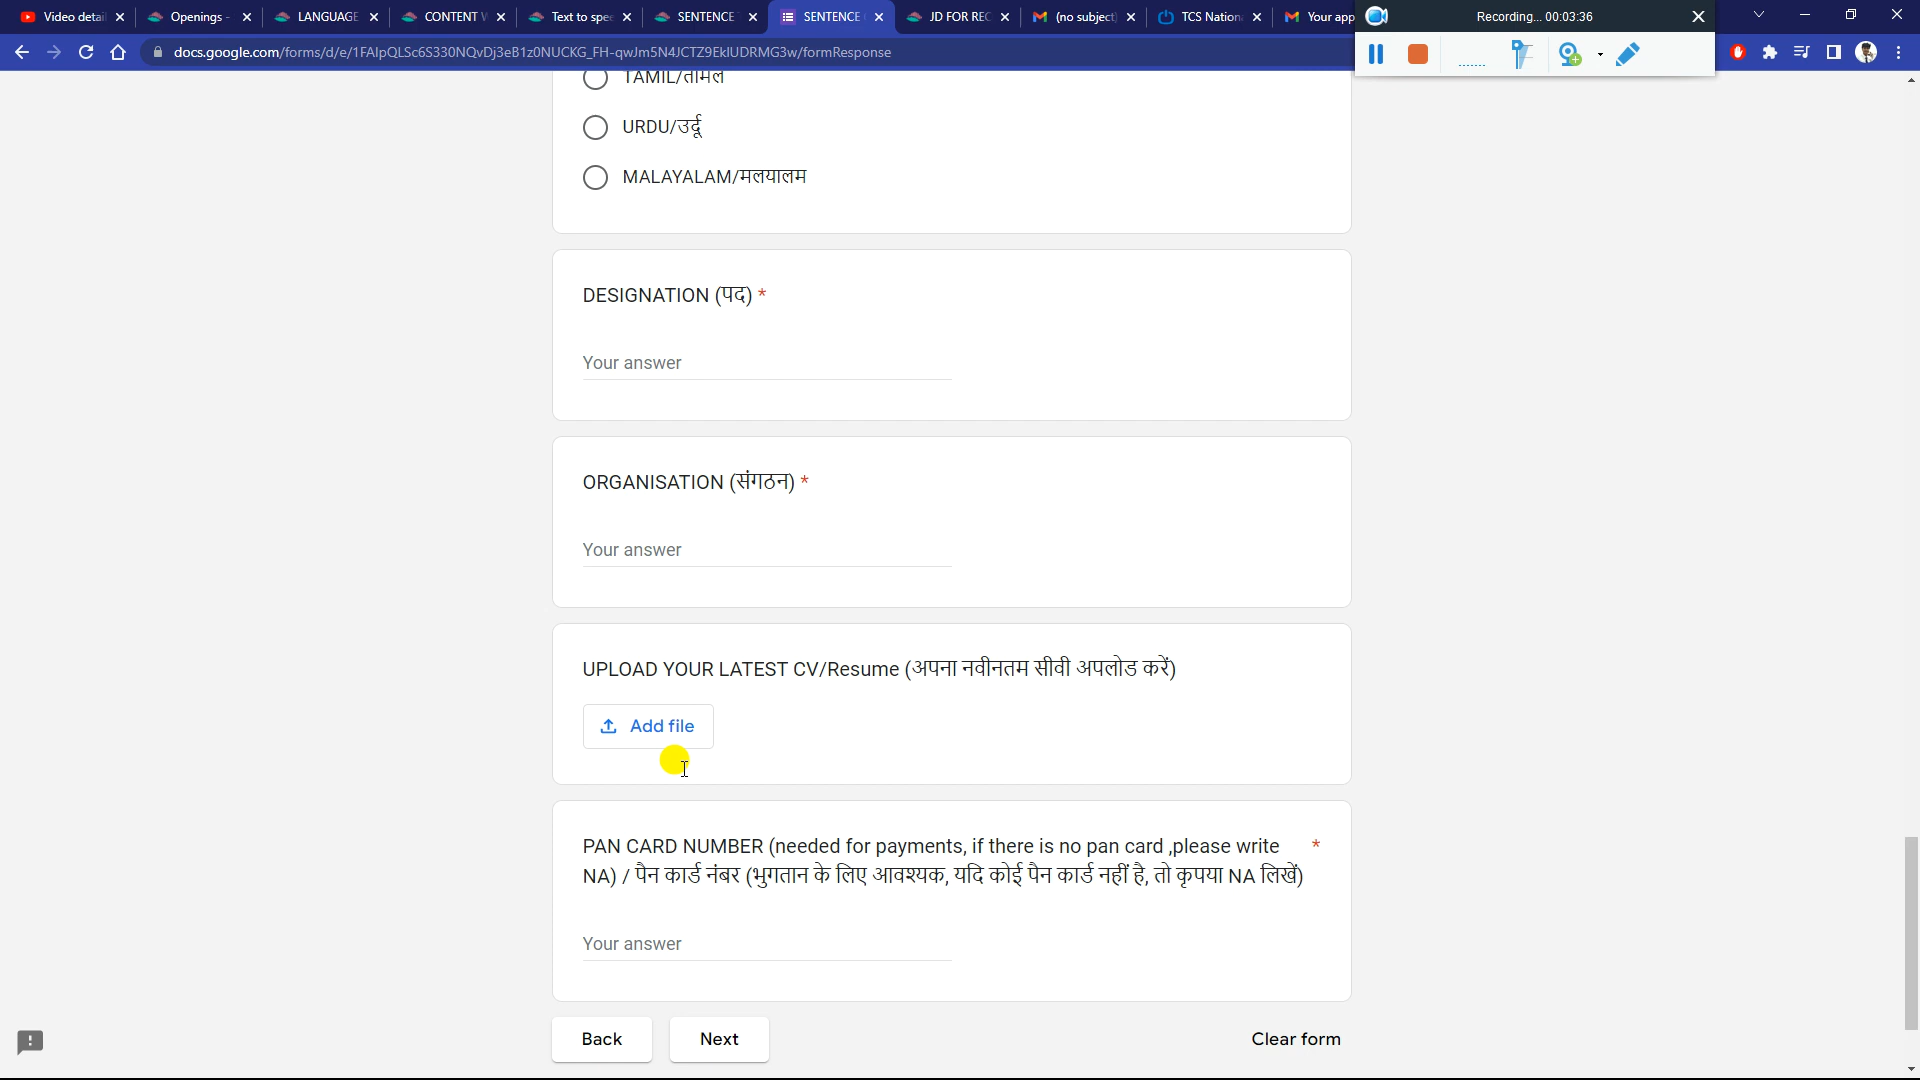 Video detai
Openings -
LANGUAGE
CONTENT W
Text to spee
SENTENCE
SENTENCE
JD FOR REC
(no subject)
TCS Nation
Your app
Recording... 00:03:36
docs.google.com/forms/d/e/1FAIpQLSc6S330NQvDj3eB1z0NUCKG_FH-qwJm5N4JCTZ9EkIUDRMG3w/formResponse
TAMIL/तामिल
URDU/उर्दू
MALAYALAM/मलयालम
DESIGNATION (पद) *
Your answer
ORGANISATION (संगठन) *
Your answer
UPLOAD YOUR LATEST CV/Resume (अपना नवीनतम सीवी अपलोड करें)
Add file
PAN CARD NUMBER (needed for payments, if there is no pan card ,please write *
NA) / पैन कार्ड नंबर (भुगतान के लिए आवश्यक, यदि कोई पैन कार्ड नहीं है, तो कृपया NA लिखें)
Your answer
Back
Next
Clear form